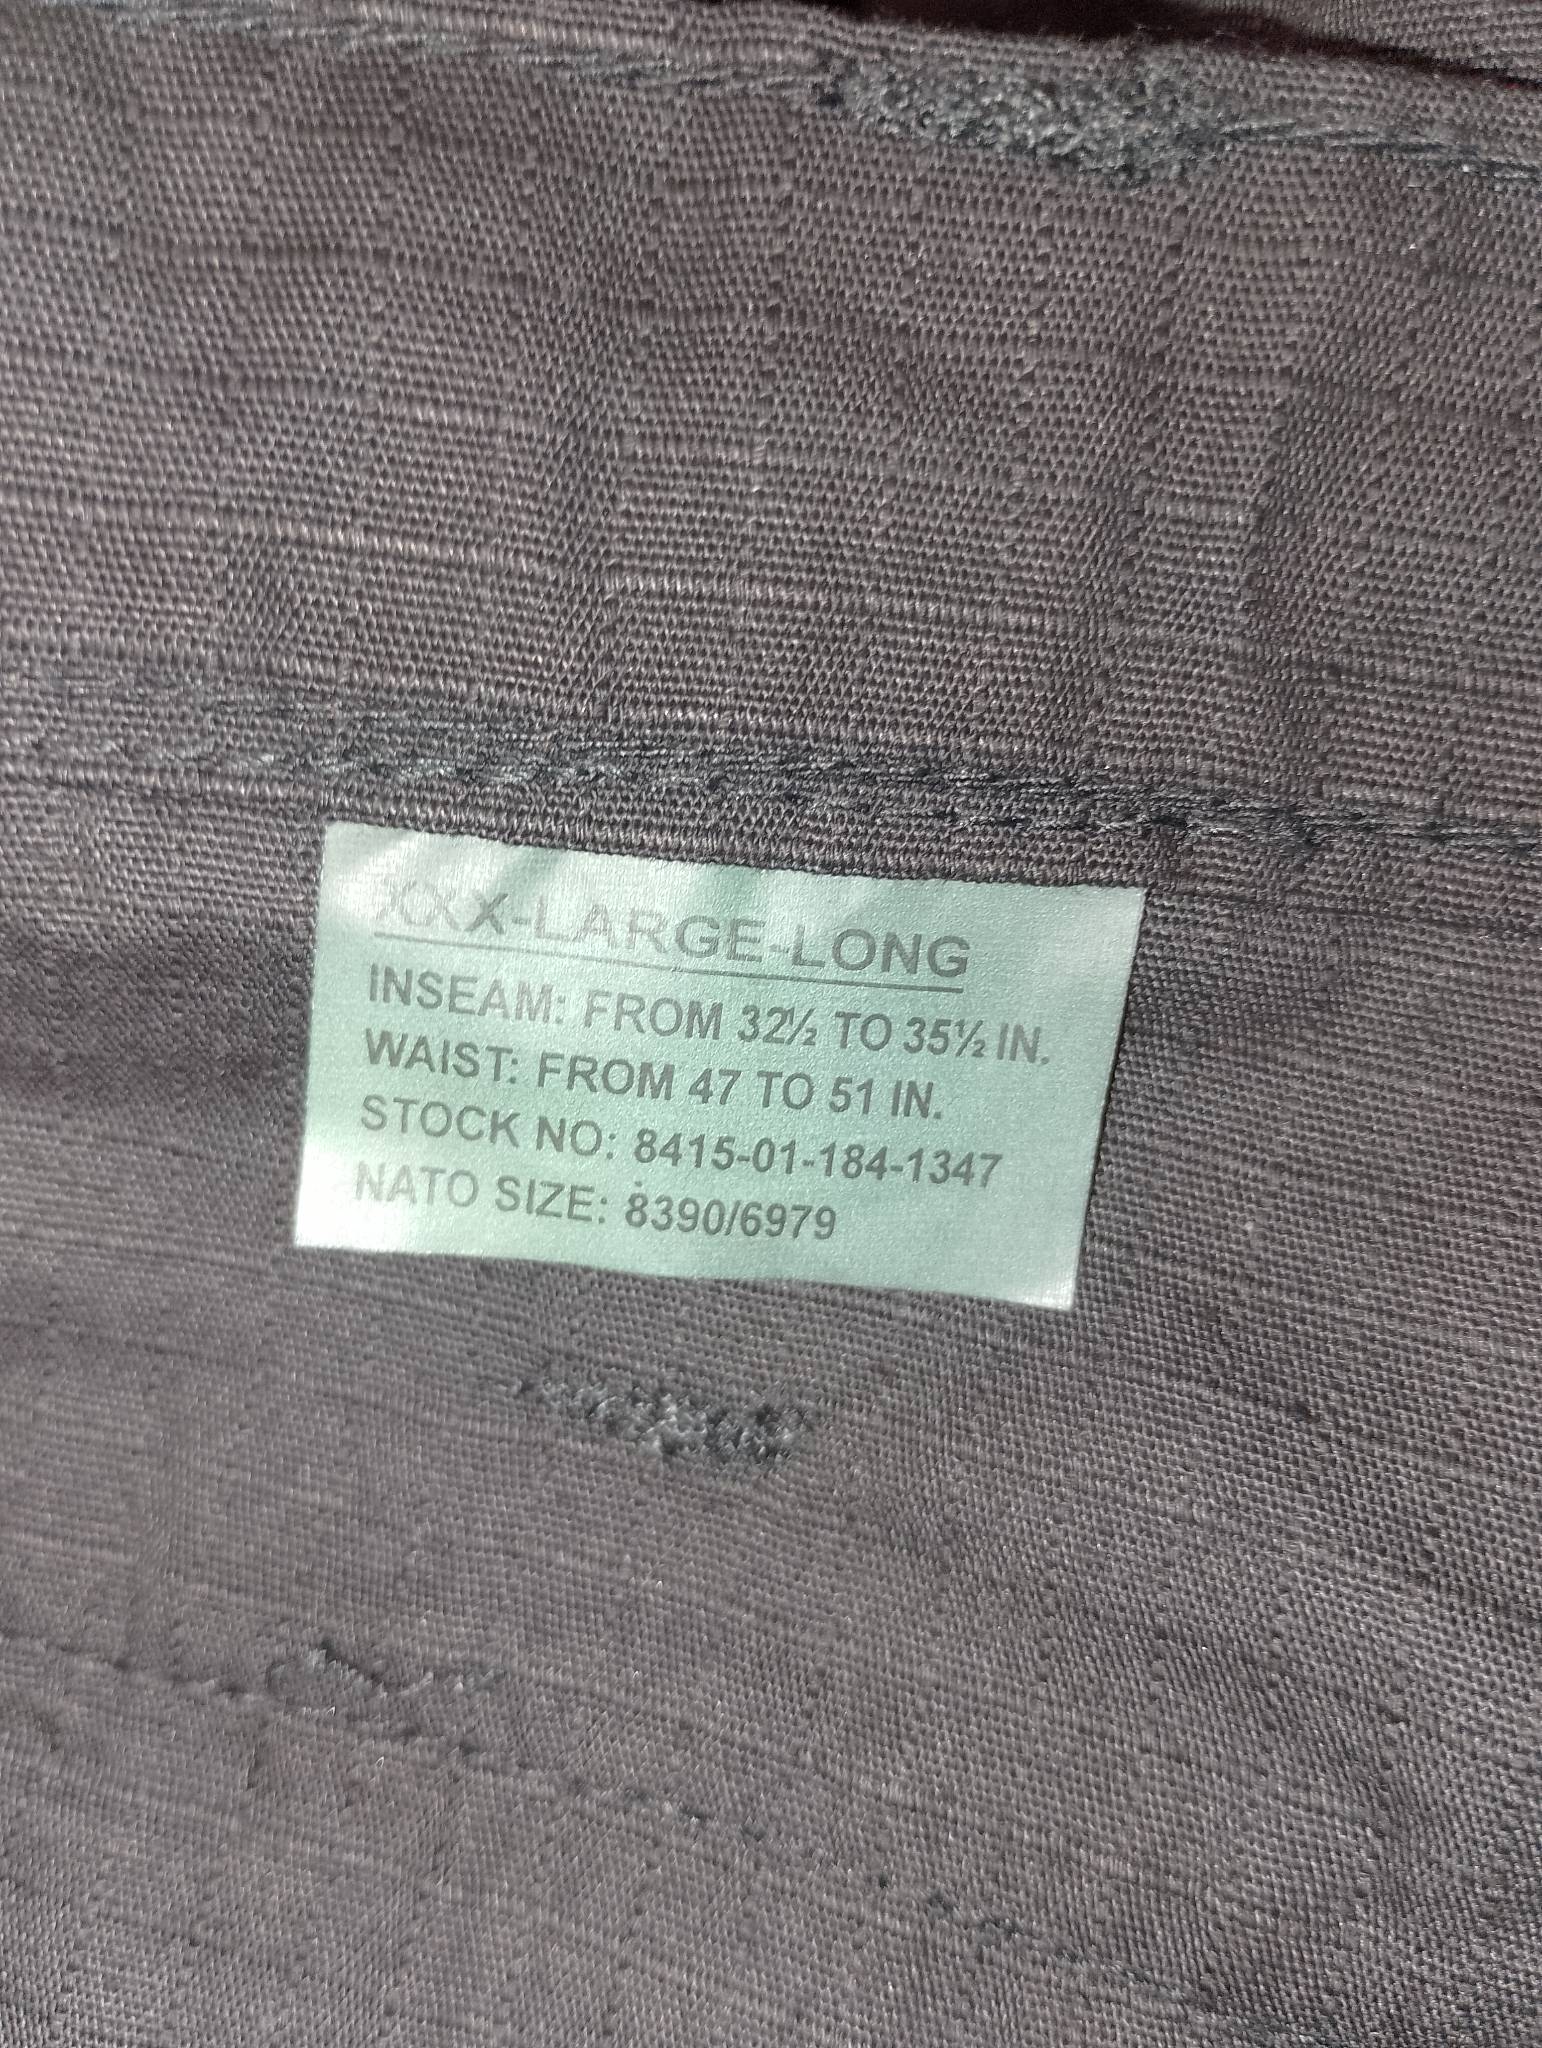 XXX-LARGE-LONG
INSEAM: FROM 32½ TO 35½ IN.
WAIST: FROM 47 TO 51 IN.
STOCK NO: 8415-01-184-1347
NATO SIZE: 8390/6979